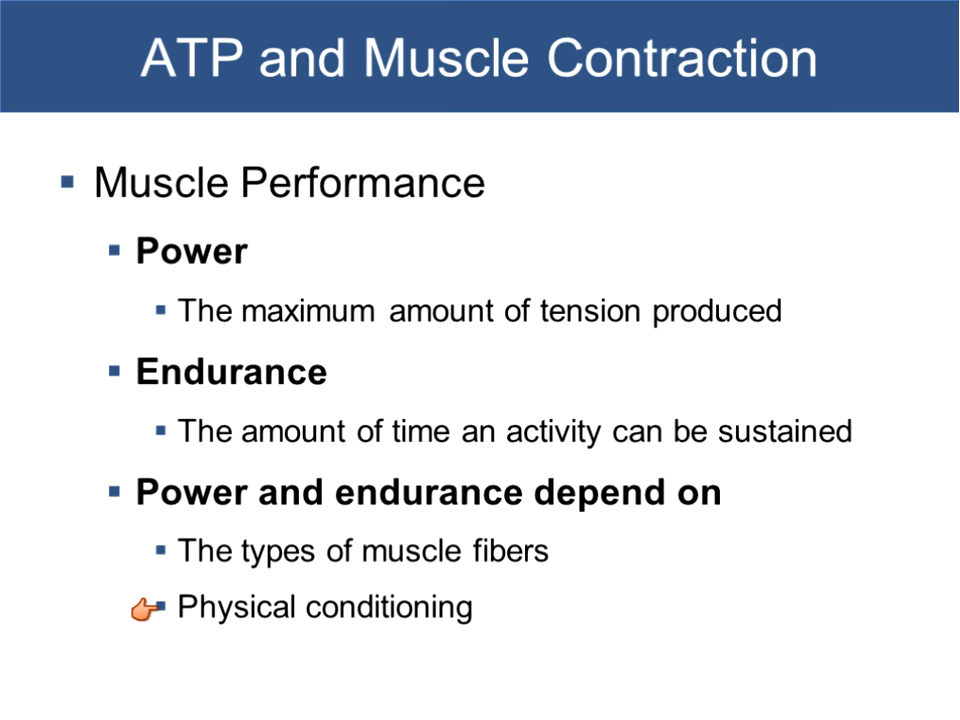 ATP and Muscle Contraction
Muscle Performance
Power
The maximum amount of tension produced
Endurance
The amount of time an activity can be sustained
Power and endurance depend on
The types of muscle fibers
Physical conditioning